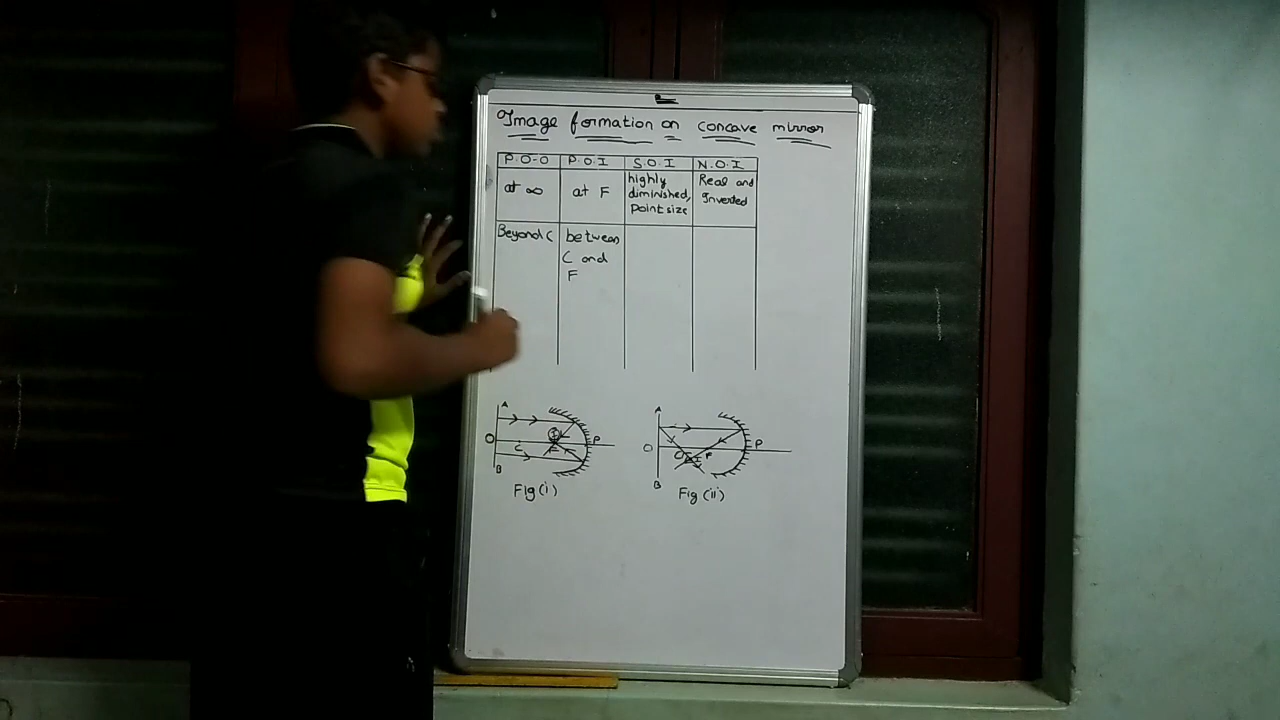 Image formation on concave mirror
P.O.O P.O.I S.O.I N.O.I
at ∞ at F highly diminished, Point size Real and Inverted
Beyond C between C and F
A
O
C
F
I
P
B
Fig (i)
A
O
C
I
F
P
B
Fig (ii)